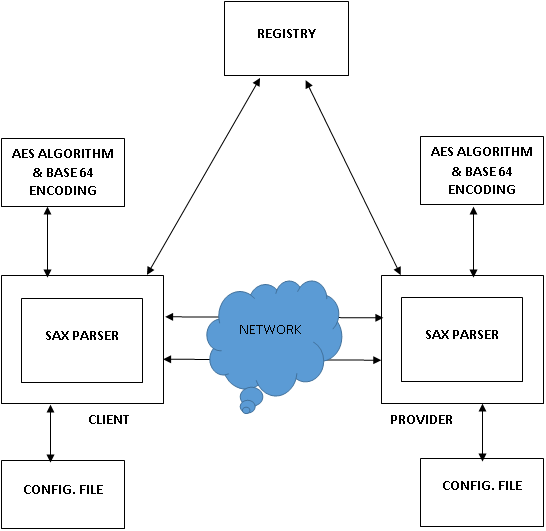 REGISTRY
AES ALGORITHM
& BASE 64
ENCODING
AES ALGORITHM
& BASE 64
ENCODING
SAX PARSER
NETWORK
SAX PARSER
CLIENT
PROVIDER
CONFIG. FILE
CONFIG. FILE